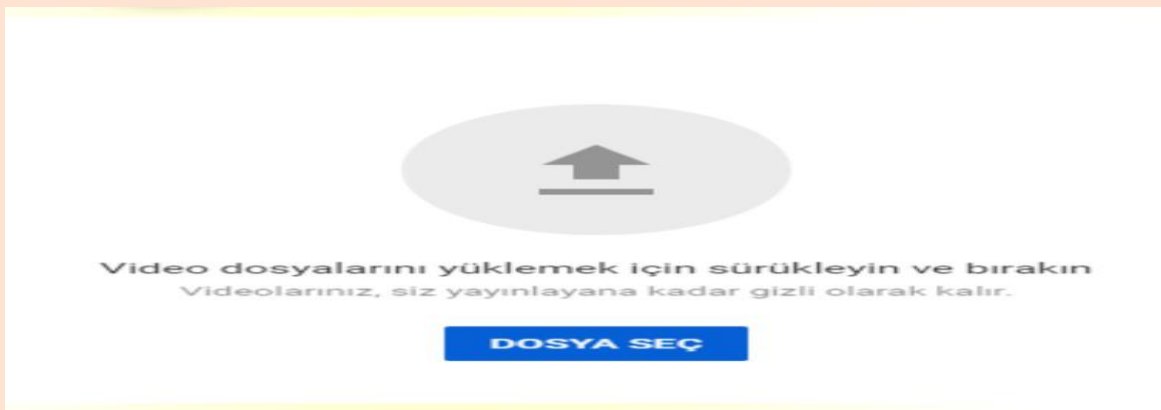 Video dosyalarını yüklemek için sürükleyin ve bırakın
Videolarınız, siz yayınlayana kadar gizli olarak kalır.
DOSYA SEÇ